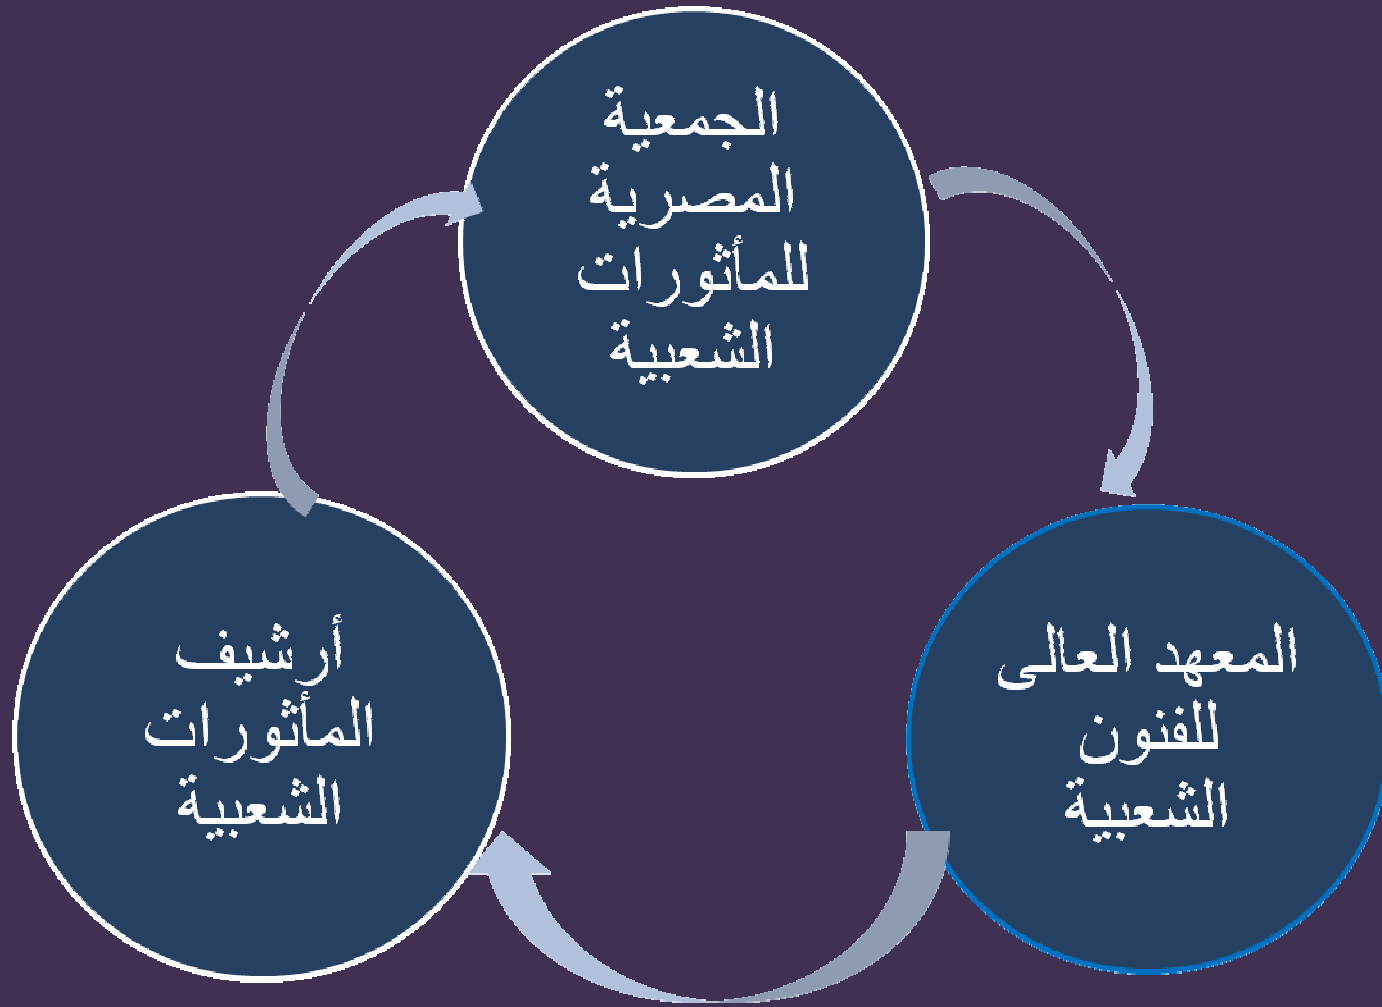 الجمعية
المصرية
للمأثورات
الشعبية
المعهد العالى
للفنون
الشعبية
أرشيف
المأثورات
الشعبية